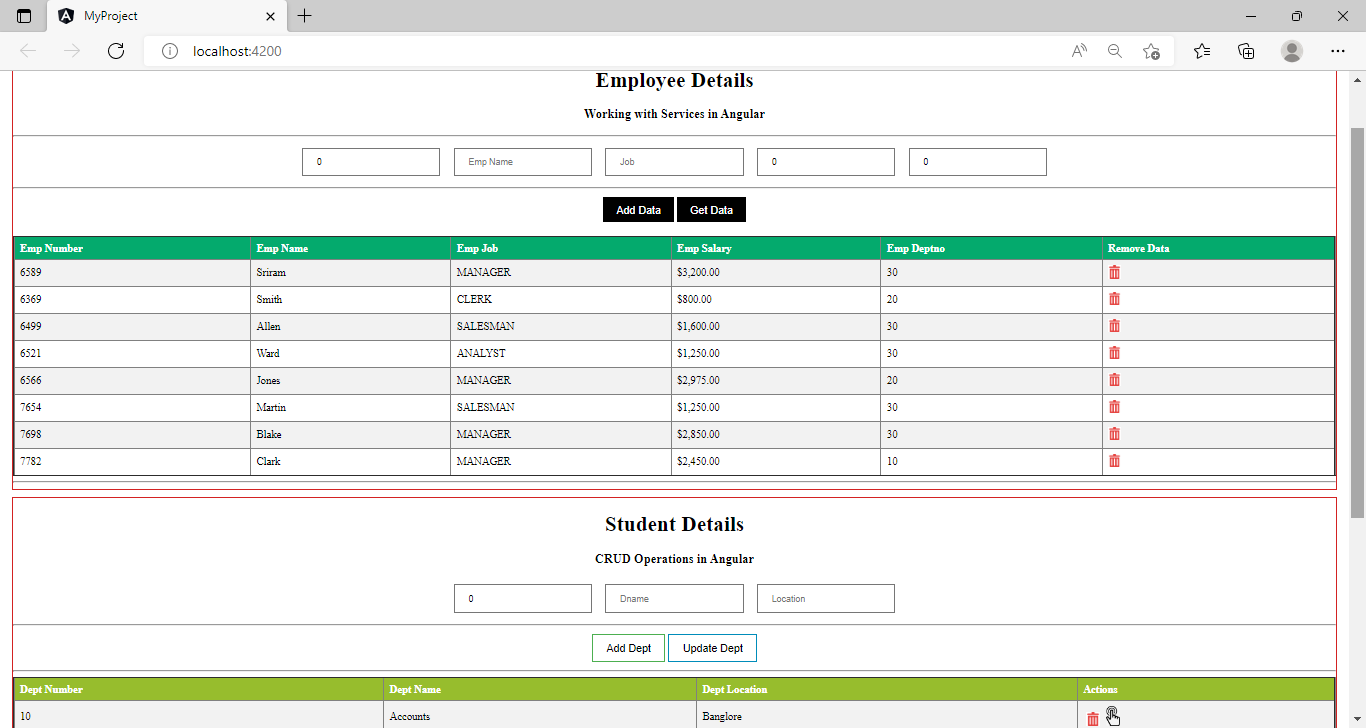 MyProject
localhost:4200
Employee Details
Working with Services in Angular
0 Emp Name Job 0 0
Add Data Get Data
Emp Number Emp Name Emp Job Emp Salary Emp Deptno Remove Data
6589 Sriram MANAGER $3,200.00 30
6369 Smith CLERK $800.00 20
6499 Allen SALESMAN $1,600.00 30
6521 Ward ANALYST $1,250.00 30
6566 Jones MANAGER $2,975.00 20
7654 Martin SALESMAN $1,250.00 30
7698 Blake MANAGER $2,850.00 30
7782 Clark MANAGER $2,450.00 10
Student Details
CRUD Operations in Angular
0 Dname Location
Add Dept Update Dept
Dept Number Dept Name Dept Location Actions
10 Accounts Banglore